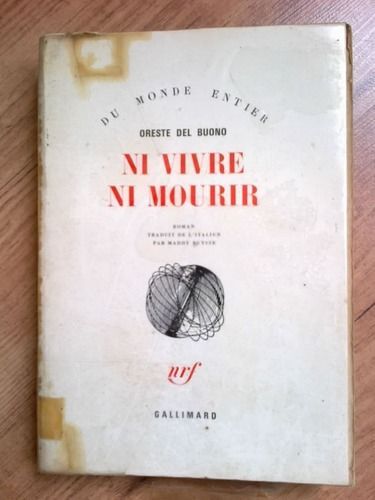 DU MONDE ENTIER
ORESTE DEL BUONO
NI VIVRE
NI MOURIR
ROMAN
TRADUIT DE L'ITALIEN
PAR MADDY BUYSSE
nrf
GALLIMARD